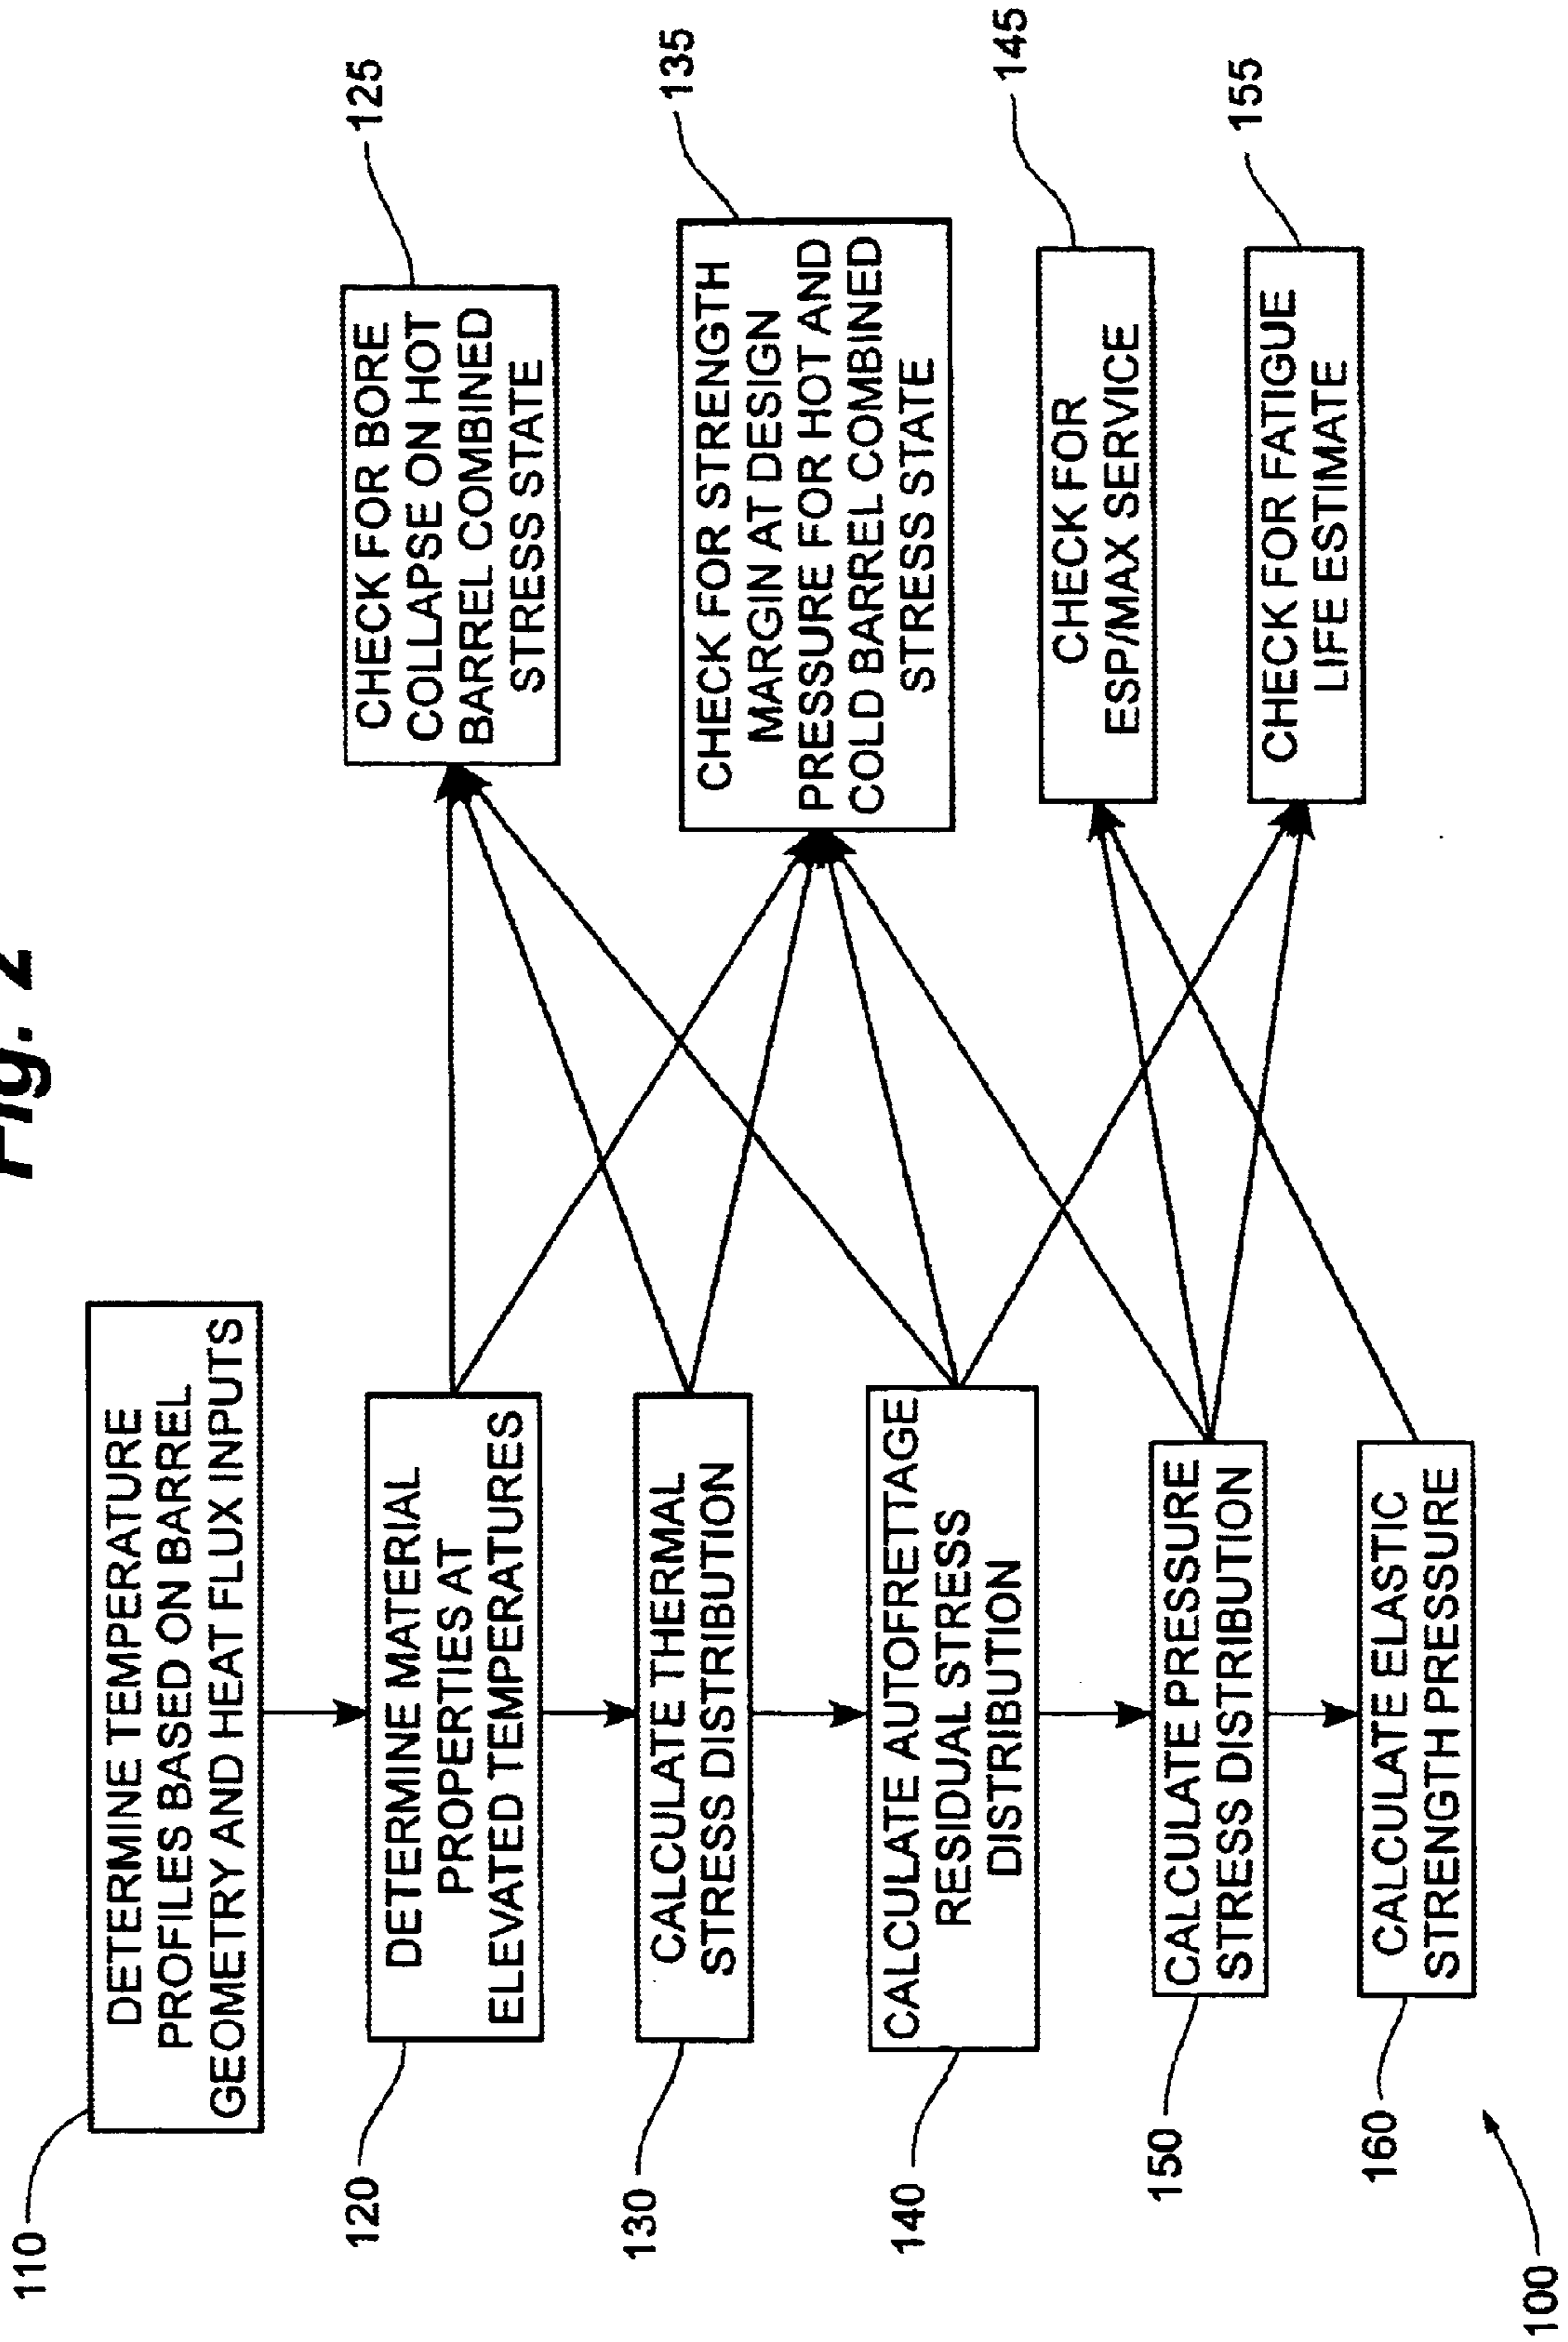 Fig. 2
110
DETERMINE TEMPERATURE
PROFILES BASED ON BARREL
GEOMETRY AND HEAT FLUX INPUTS
120
DETERMINE MATERIAL
PROPERTIES AT
ELEVATED TEMPERATURES
125
CHECK FOR BORE
COLLAPSE ON HOT
BARREL COMBINED
STRESS STATE
130
CALCULATE THERMAL
STRESS DISTRIBUTION
135
CHECK FOR STRENGTH
MARGIN AT DESIGN
PRESSURE FOR HOT AND
COLD BARREL COMBINED
STRESS STATE
140
CALCULATE AUTOFRETTAGE
RESIDUAL STRESS
DISTRIBUTION
145
CHECK FOR
ESP/MAX SERVICE
150
CALCULATE PRESSURE
STRESS DISTRIBUTION
155
CHECK FOR FATIGUE
LIFE ESTIMATE
160
CALCULATE ELASTIC
STRENGTH PRESSURE
100